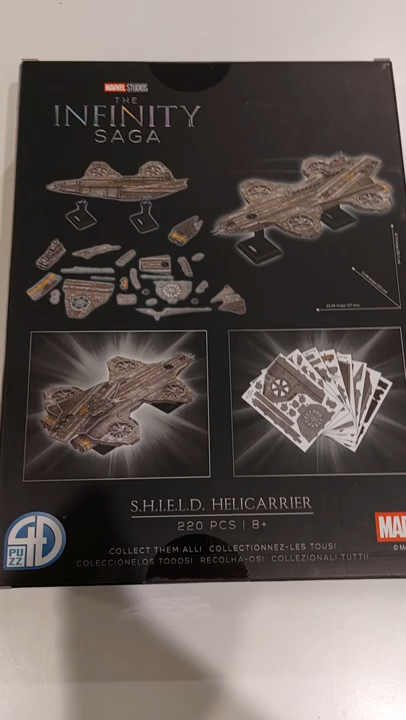 MARVEL STUDIOS
THE
INFINITY
SAGA
S.H.I.E.L.D. HELICARRIER
220 PCS | 8+
4D
PUZZ
MAR
© Ma
COLLECT THEM ALL! COLLECTIONNEZ-LES TOUS!
COLECCIÓNELOS TODOS! RECOLHA-OS! COLLEZIONALI TUTTI!